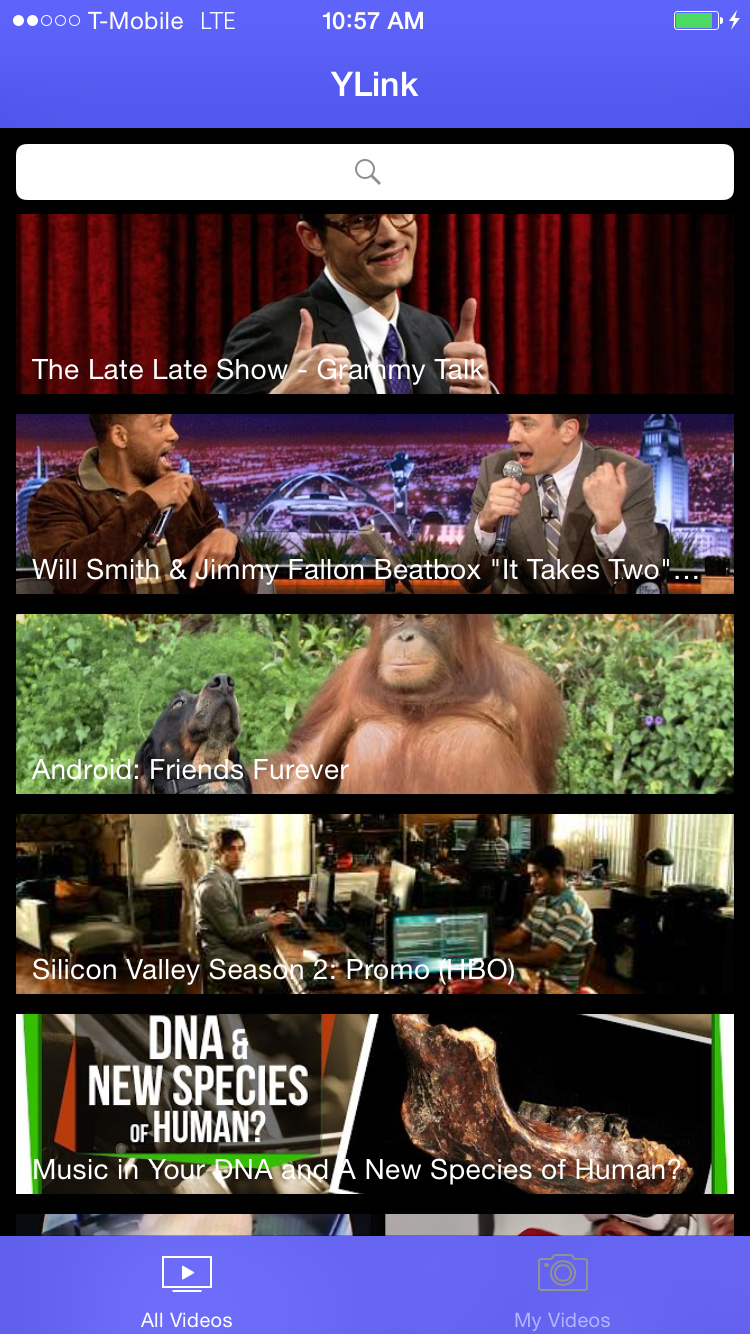 T-Mobile LTE 10:57 AM
YLink
The Late Late Show - Grammy Talk
Will Smith & Jimmy Fallon Beatbox "It Takes Two"...
Android: Friends Furever
Silicon Valley Season 2: Promo (HBO)
DNA &
NEW SPECIES
OF HUMAN?
Music in Your DNA and A New Species of Human?
All Videos
My Videos